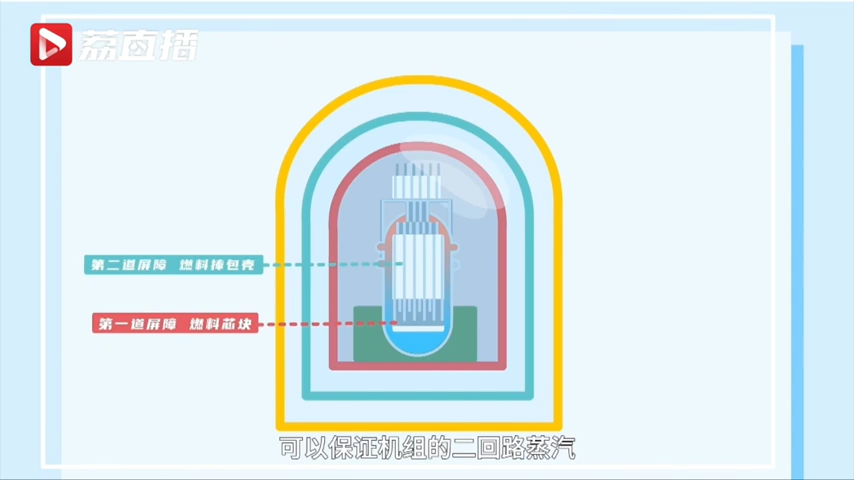 荔直播
第二道屏障 燃料棒包壳
第一道屏障 燃料芯块
可以保证机组的二回路蒸汽